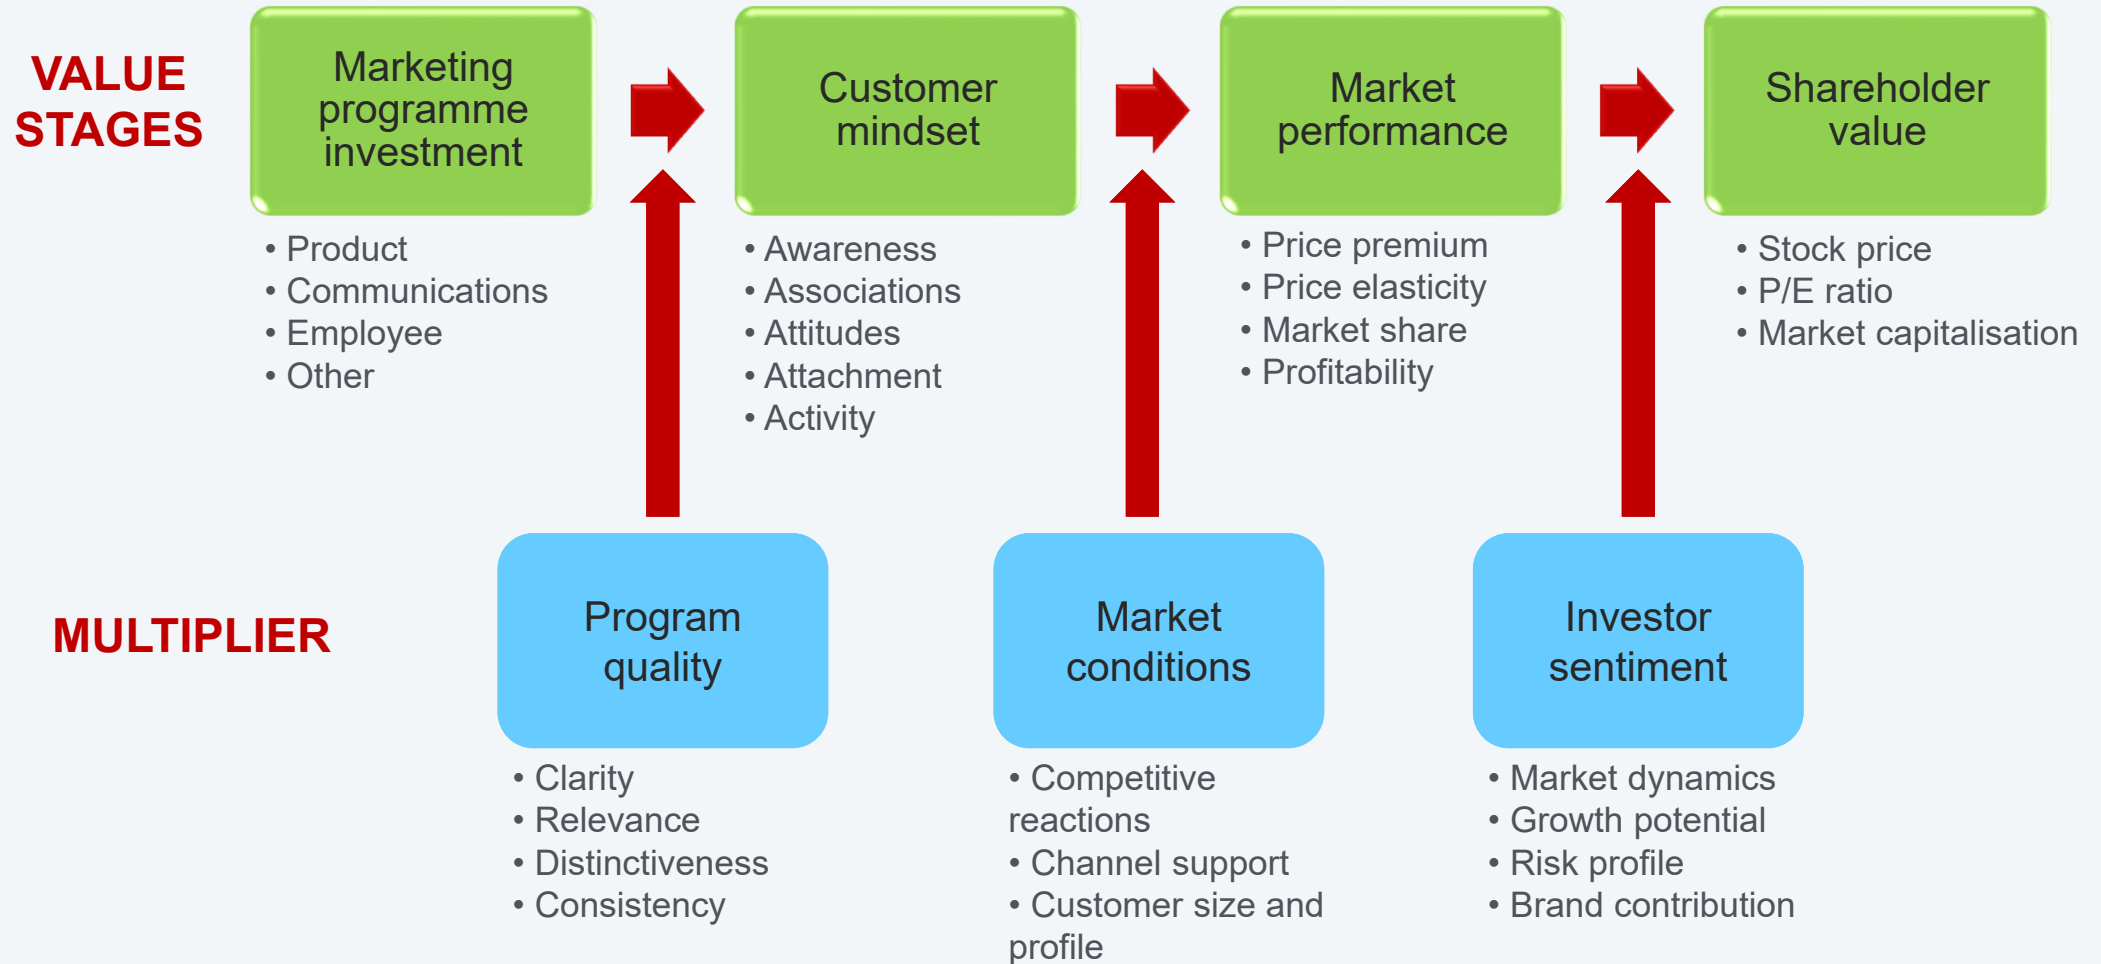 VALUE
STAGES
Marketing
programme
investment
Customer
mindset
Market
performance
Shareholder
value
• Product
• Communications
• Employee
• Other
• Awareness
• Associations
• Attitudes
• Attachment
• Activity
• Price premium
• Price elasticity
• Market share
• Profitability
• Stock price
• P/E ratio
• Market capitalisation
MULTIPLIER
Program
quality
Market
conditions
Investor
sentiment
• Clarity
• Relevance
• Distinctiveness
• Consistency
• Competitive
reactions
• Channel support
• Customer size and
profile
• Market dynamics
• Growth potential
• Risk profile
• Brand contribution